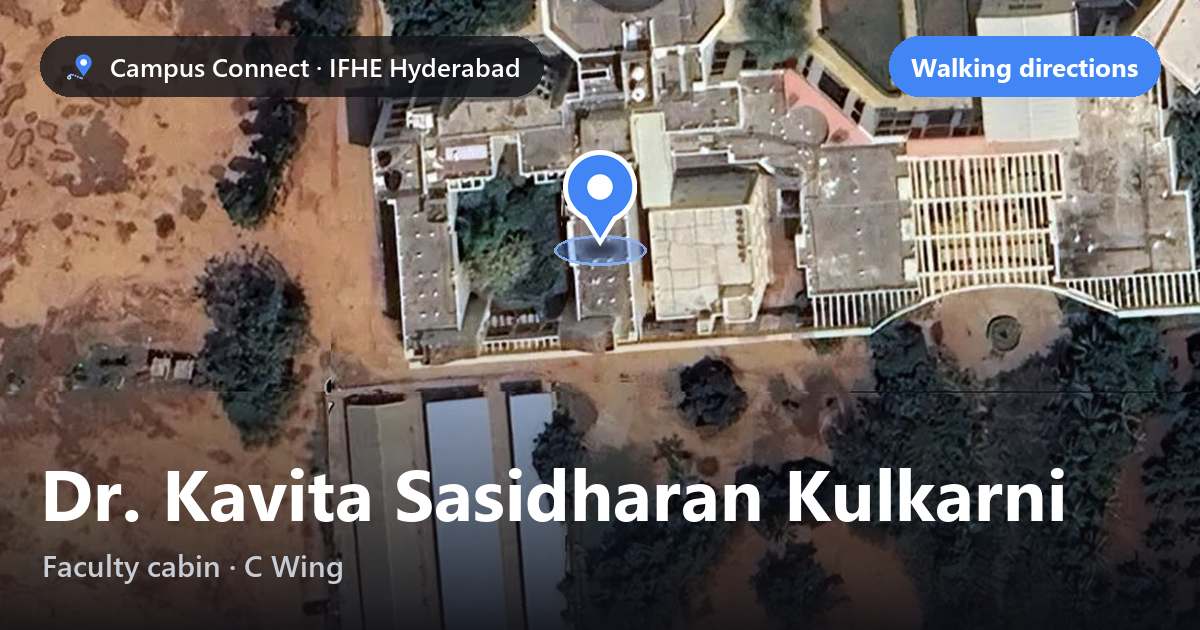 Campus Connect · IFHE Hyderabad
Walking directions
Dr. Kavita Sasidharan Kulkarni
Faculty cabin · C Wing